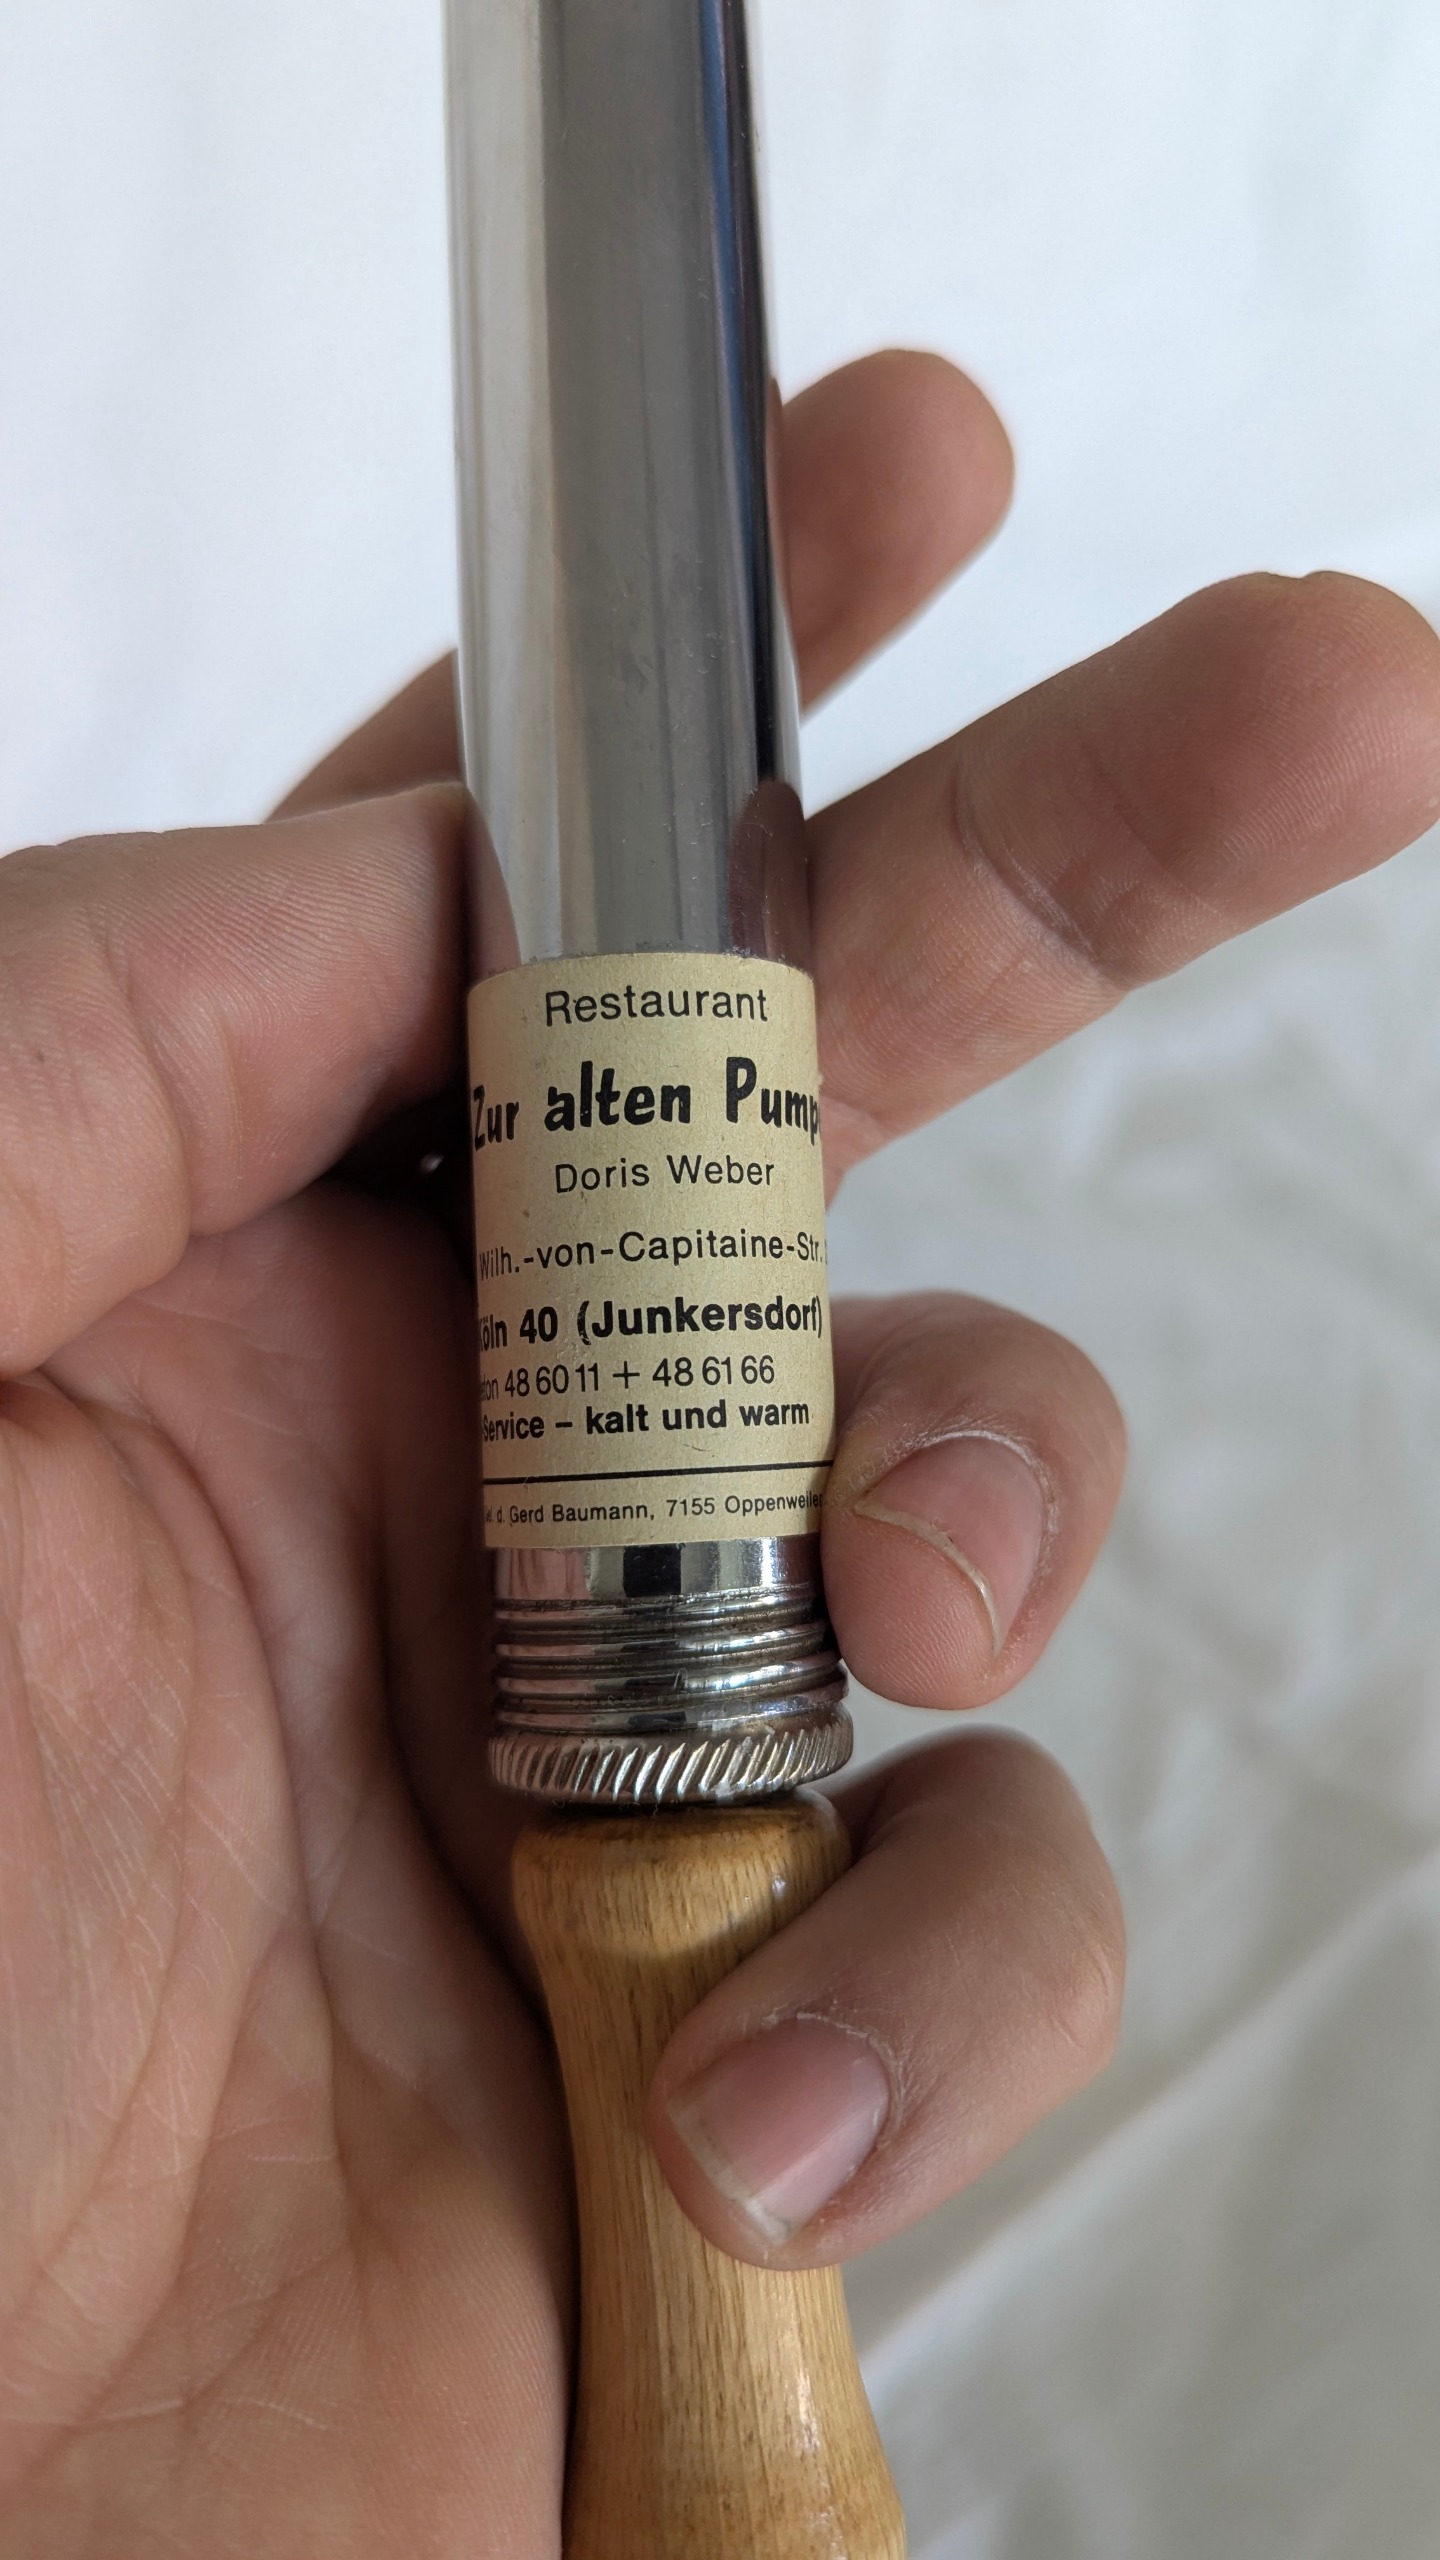 Restaurant
Zur alten Pump
Doris Weber
Wilh.-von-Capitaine-Str.
Köln 40 (Junkersdorf)
48 60 11 + 48 61 66
Service – kalt und warm
d. Gerd Baumann, 7155 Oppenweiler